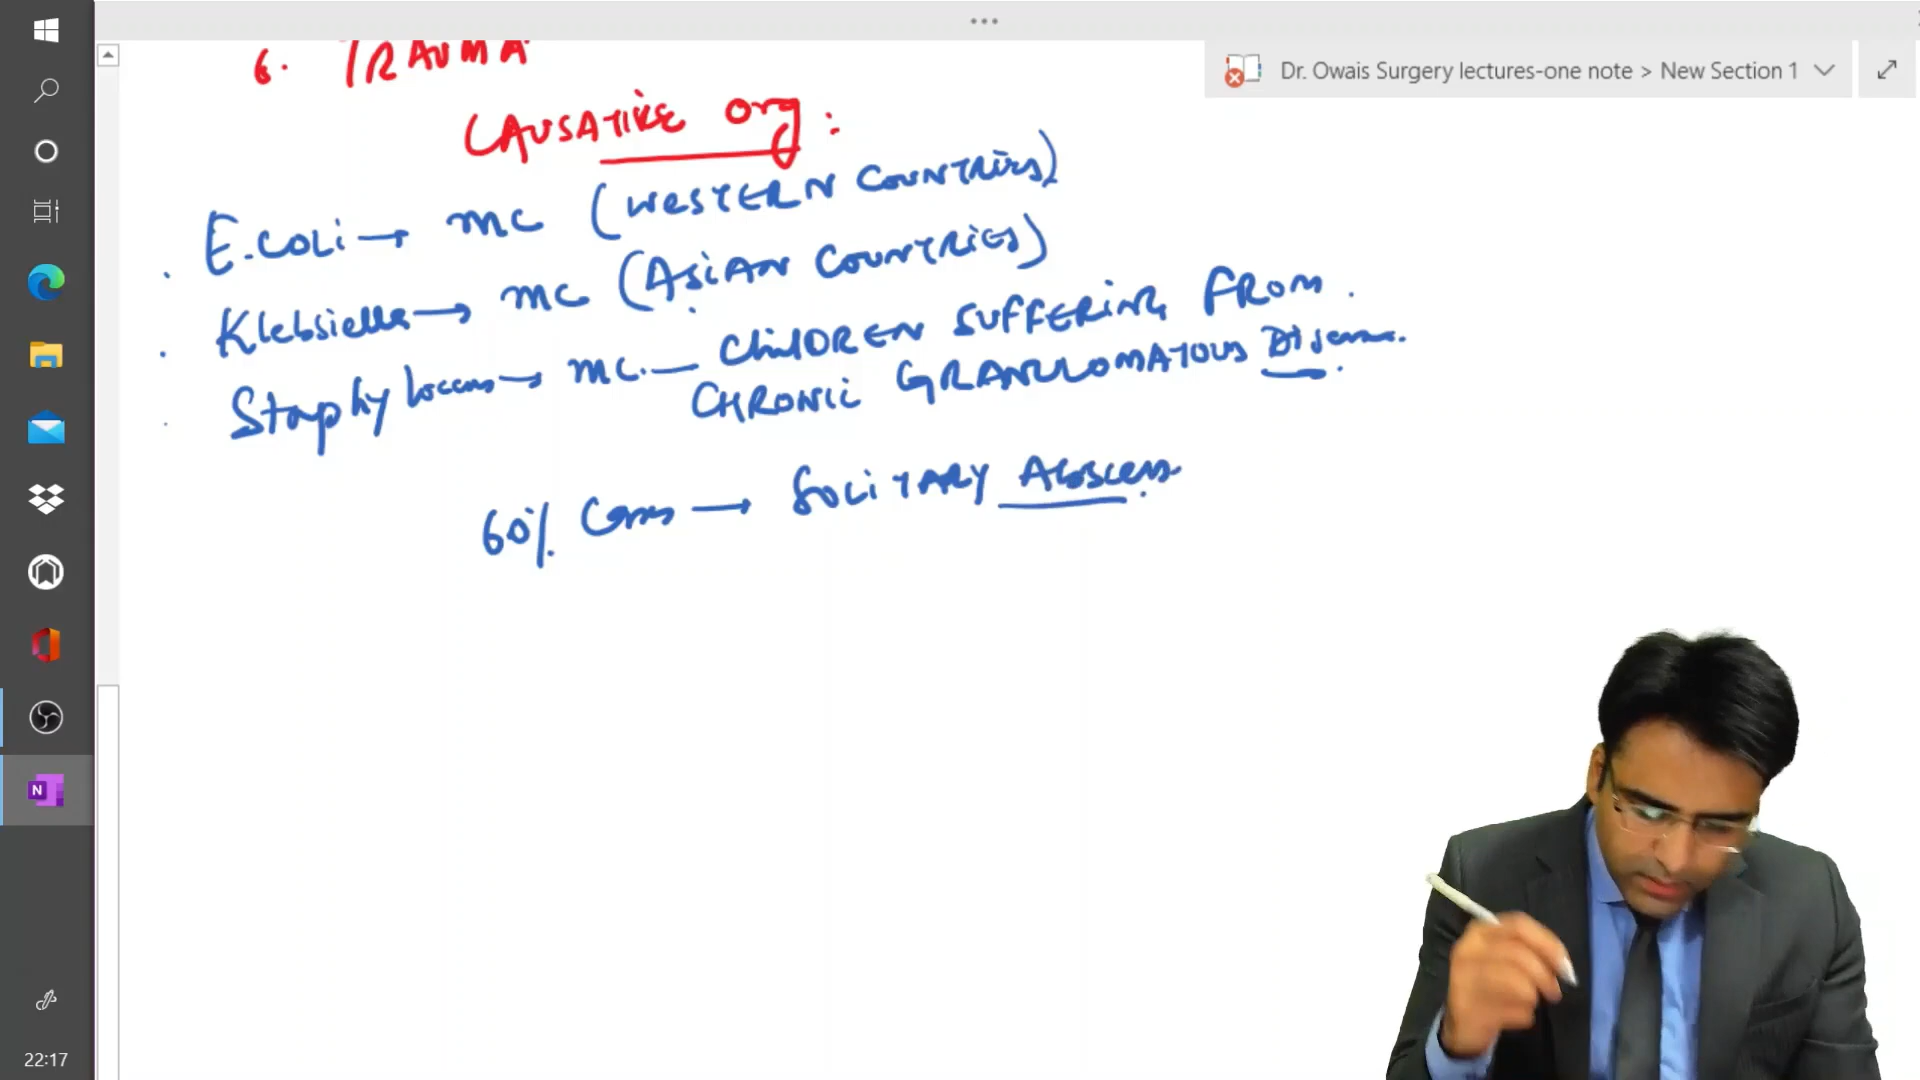 Dr. Owais Surgery lectures-one note > New Section 1
6. TRAUMA
CAUSATIVE org:
E.COLi → MC (WESTERN COUNTRIES)
Klebsiella → MC (ASIAN COUNTRIES)
Staphylococcus → MC. — CHILDREN SUFFERING FROM
CHRONIC GRANULOMATOUS Disease.
60% Cases → SOLITARY Abscess
N
22:17